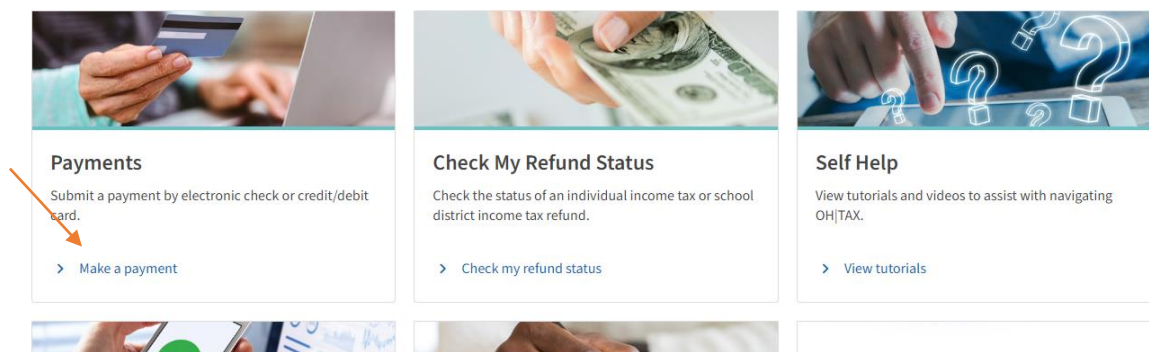 Payments
Submit a payment by electronic check or credit/debit
card.
Make a payment
Check My Refund Status
Check the status of an individual income tax or school
district income tax refund.
Check my refund status
Self Help
View tutorials and videos to assist with navigating
OH|TAX.
View tutorials